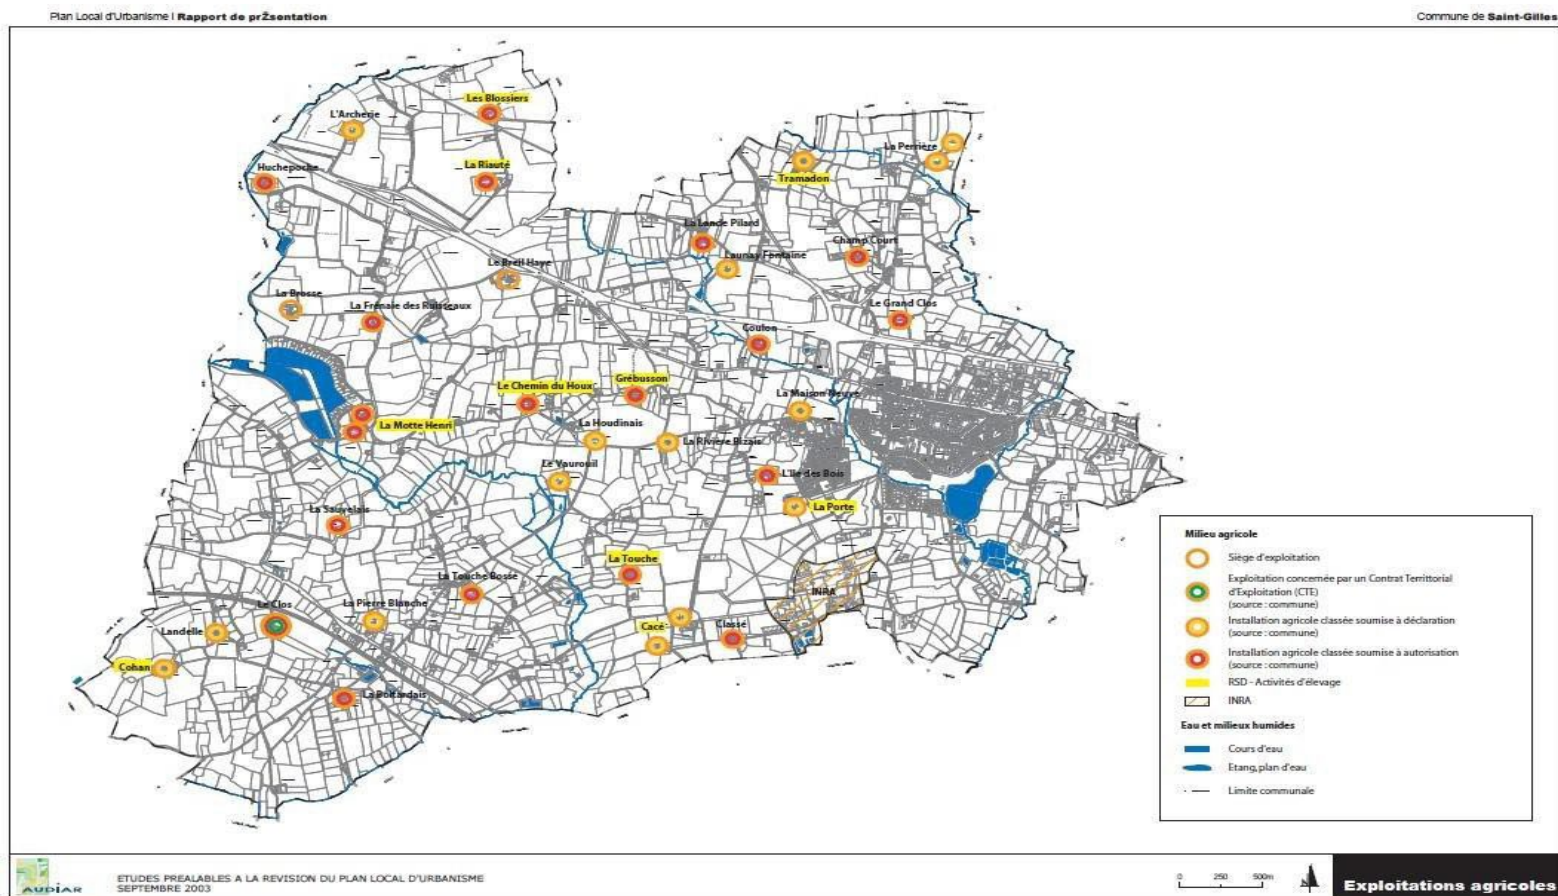 Plan Local d'Urbanisme I Rapport de prŽsentation
Commune de Saint-Gilles
Les Blossiers
L'Archerie
La Perrière
Huchepoche
La Riauté
Tramadon
La Lande Pilard
Champ Court
Launay Fontaine
Le Breil Haye
La Brosse
La Frênaie des Ruisseaux
Le Grand Clos
Coulon
Le Chemin du Houx
Grébusson
La Maison Neuve
La Motte Henri
La Houdinais
La Rivière Bizais
Le Vaurouil
L'Ile des Bois
La Sauvelais
La Porte
La Touche
La Touche Bosse
INRA
Le Clos
La Pierre Blanche
Landelle
Cacé
Classé
Cohan
La Boitardais
Milieu agricole
Siège d'exploitation
Exploitation concernée par un Contrat Territorial
d'Exploitation (CTE)
(source : commune)
Installation agricole classée soumise à déclaration
(source : commune)
Installation agricole classée soumise à autorisation
(source : commune)
RSD - Activités d'élevage
INRA
Eau et milieux humides
Cours d'eau
Etang, plan d'eau
Limite communale
AUDIAR
ETUDES PREALABLES A LA REVISION DU PLAN LOCAL D'URBANISME
SEPTEMBRE 2003
0 250 500m
Exploitations agricoles